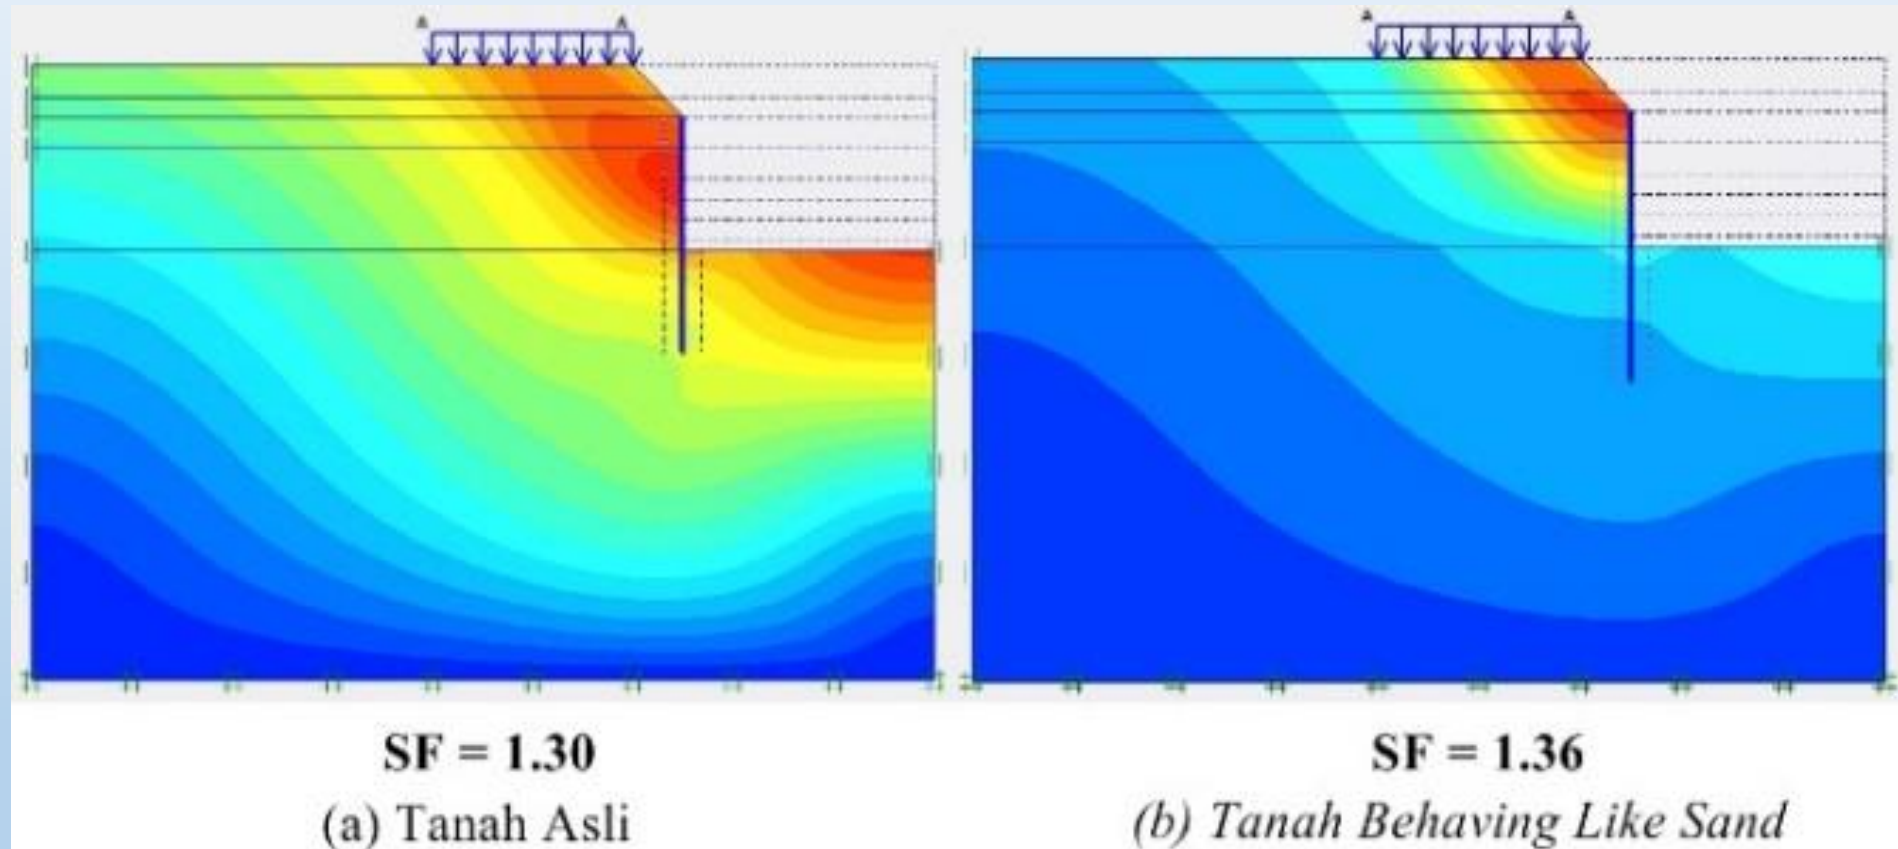 A A
A A
SF = 1.30
(a) Tanah Asli
SF = 1.36
(b) Tanah Behaving Like Sand